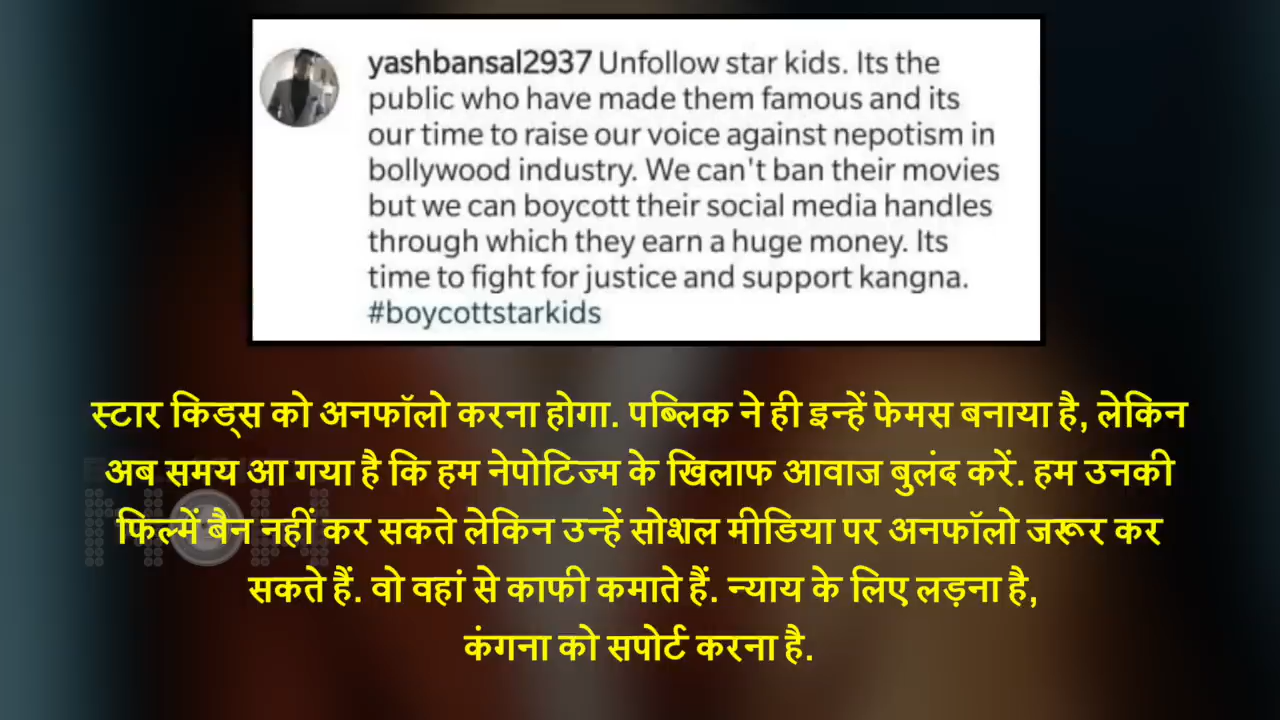 yashbansal2937 Unfollow star kids. Its the
public who have made them famous and its
our time to raise our voice against nepotism in
bollywood industry. We can't ban their movies
but we can boycott their social media handles
through which they earn a huge money. Its
time to fight for justice and support kangna.
#boycottstarkids
स्टार किड्स को अनफॉलो करना होगा. पब्लिक ने ही इन्हें फेमस बनाया है, लेकिन
अब समय आ गया है कि हम नेपोटिज्म के खिलाफ आवाज बुलंद करें. हम उनकी
फिल्में बैन नहीं कर सकते लेकिन उन्हें सोशल मीडिया पर अनफॉलो जरूर कर
सकते हैं. वो वहां से काफी कमाते हैं. न्याय के लिए लड़ना है,
कंगना को सपोर्ट करना है.